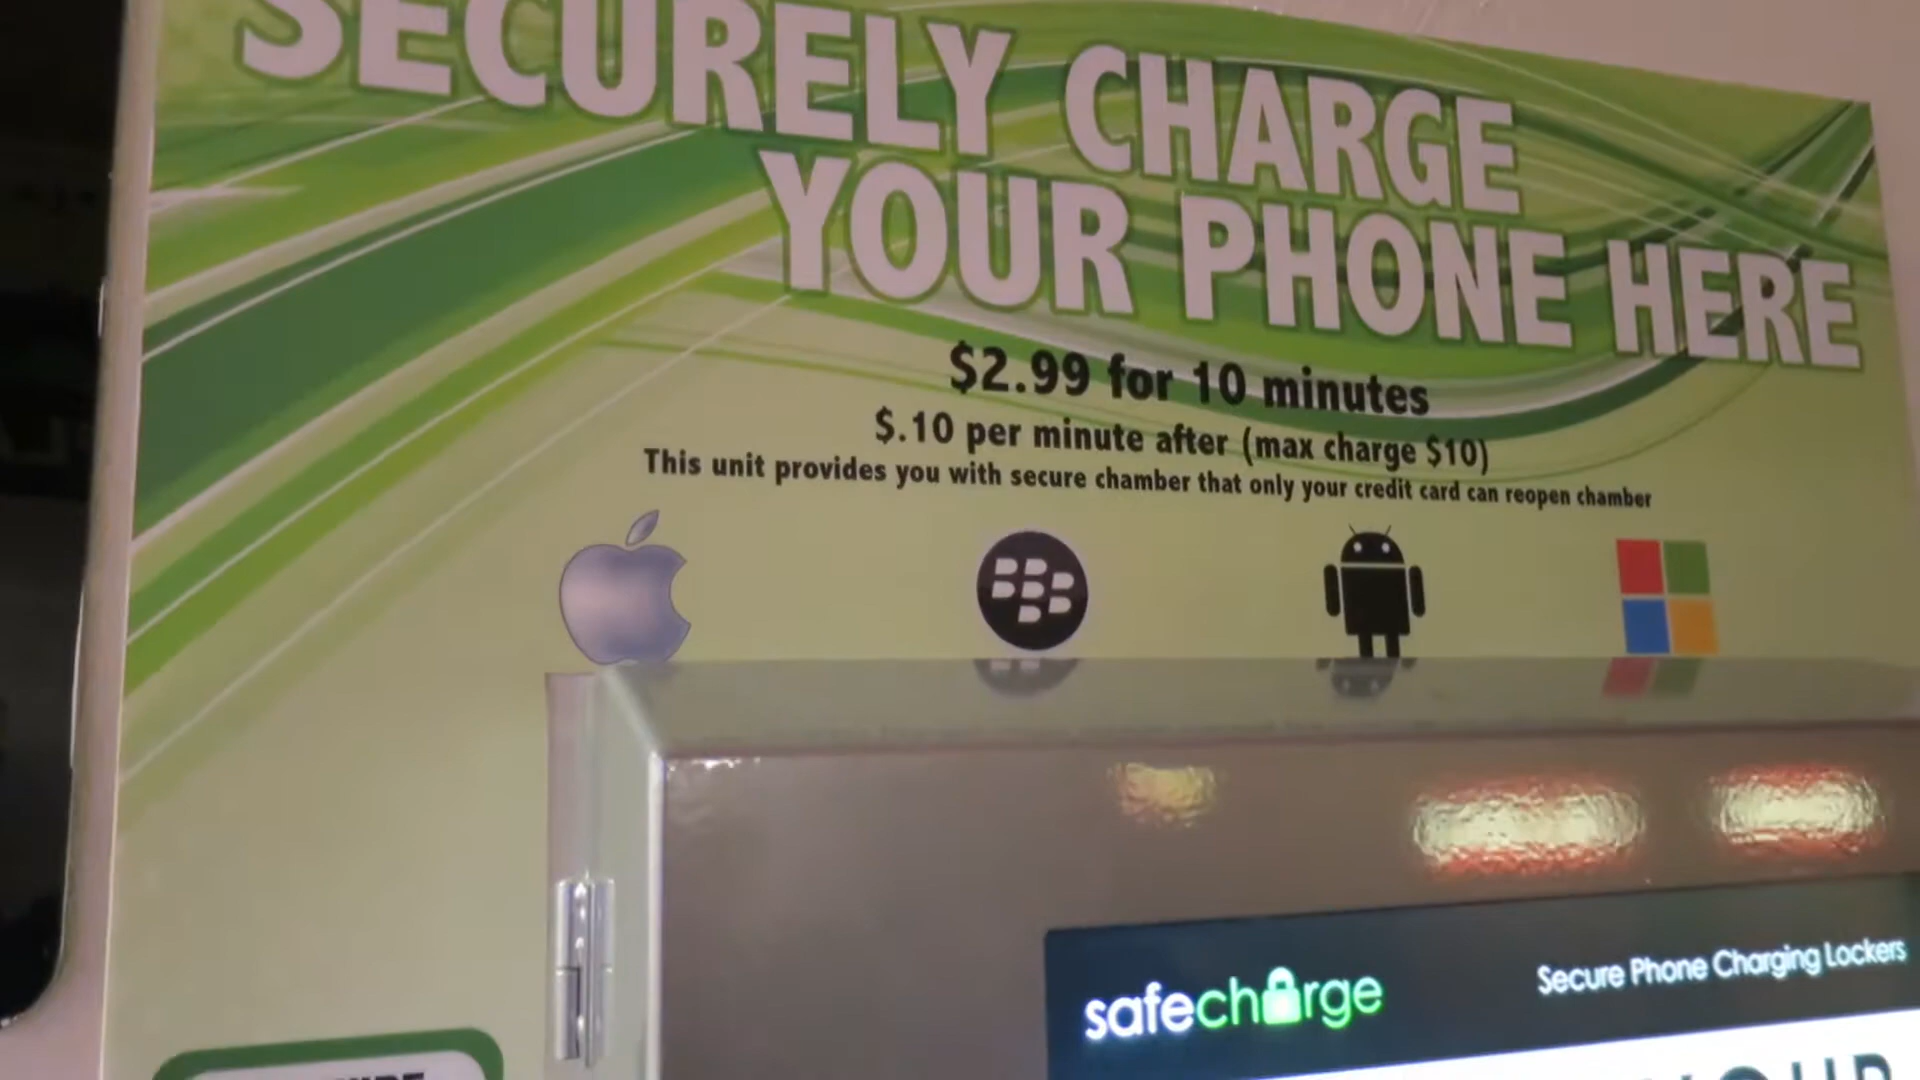 SECURELY CHARGE
YOUR PHONE HERE
$2.99 for 10 minutes
$.10 per minute after (max charge $10)
This unit provides you with secure chamber that only your credit card can reopen chamber
safecharge
Secure Phone Charging Lockers